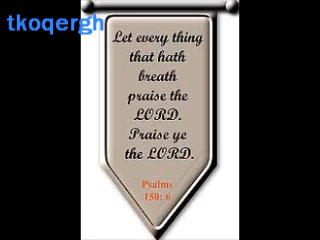 tkoqergh
Let every thing
that hath
breath
praise the
LORD.
Praise ye
the LORD.
Psalms
150: 6